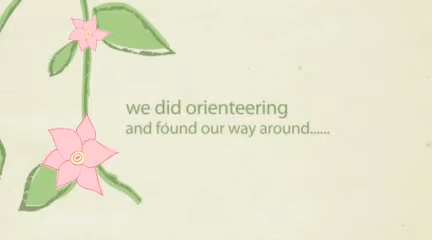 we did orienteering
and found our way around......